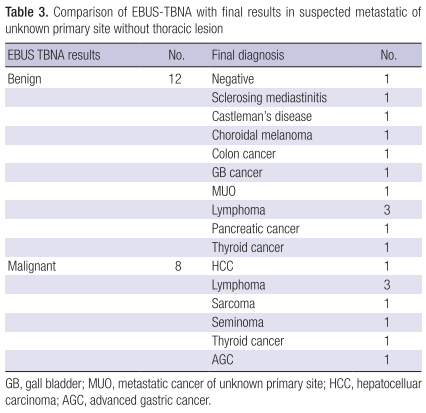 Table 3. Comparison of EBUS-TBNA with final results in suspected metastatic of
unknown primary site without thoracic lesion
EBUS TBNA results No. Final diagnosis No.
Benign 12 Negative 1
Sclerosing mediastinitis 1
Castleman's disease 1
Choroidal melanoma 1
Colon cancer 1
GB cancer 1
MUO 1
Lymphoma 3
Pancreatic cancer 1
Thyroid cancer 1
Malignant 8 HCC 1
Lymphoma 3
Sarcoma 1
Seminoma 1
Thyroid cancer 1
AGC 1
GB, gall bladder; MUO, metastatic cancer of unknown primary site; HCC, hepatocelluar
carcinoma; AGC, advanced gastric cancer.